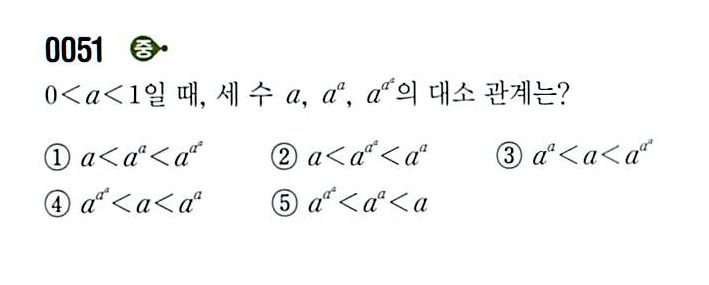 0051 중
0<a<1일 때, 세 수 a, a^a, a^{a^a}의 대소 관계는?
① a<a^a<a^{a^a} ② a<a^{a^a}<a^a ③ a^a<a<a^{a^a}
④ a^{a^a}<a<a^a ⑤ a^{a^a}<a^a<a